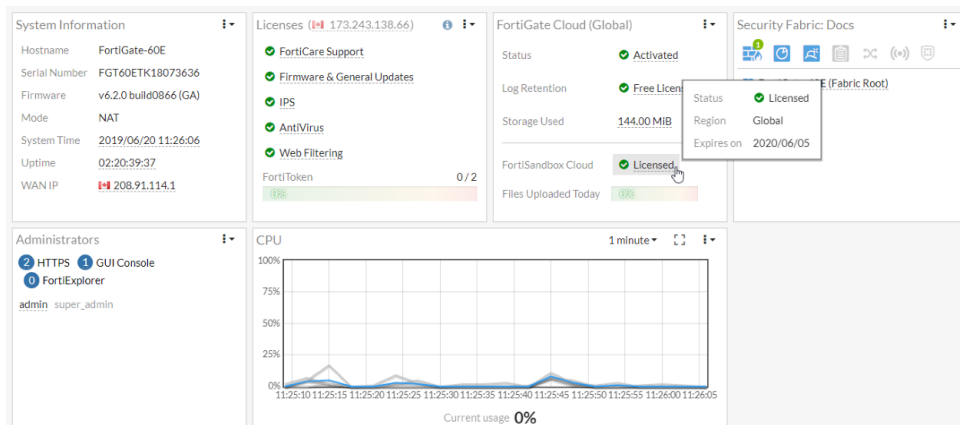 System Information
Hostname FortiGate-60E
Serial Number FGT60ETK18073636
Firmware v6.2.0 build0866 (GA)
Mode NAT
System Time 2019/06/20 11:26:06
Uptime 02:20:39:37
WAN IP 208.91.114.1
Licenses (173.243.138.66)
FortiCare Support
Firmware & General Updates
IPS
AntiVirus
Web Filtering
FortiToken 0 / 2
0%
FortiGate Cloud (Global)
Status Activated
Log Retention Free Licen
Storage Used 144.00 MiB
FortiSandbox Cloud Licensed
Files Uploaded Today 0%
Status Licensed
Region Global
Expires on 2020/06/05
Security Fabric: Docs
1
E (Fabric Root)
Administrators
2 HTTPS 1 GUI Console
0 FortiExplorer
admin super_admin
CPU 1 minute
100%
75%
50%
25%
0%
11:25:10 11:25:15 11:25:20 11:25:25 11:25:30 11:25:35 11:25:40 11:25:45 11:25:50 11:25:55 11:26:00 11:26:05
Current usage 0%